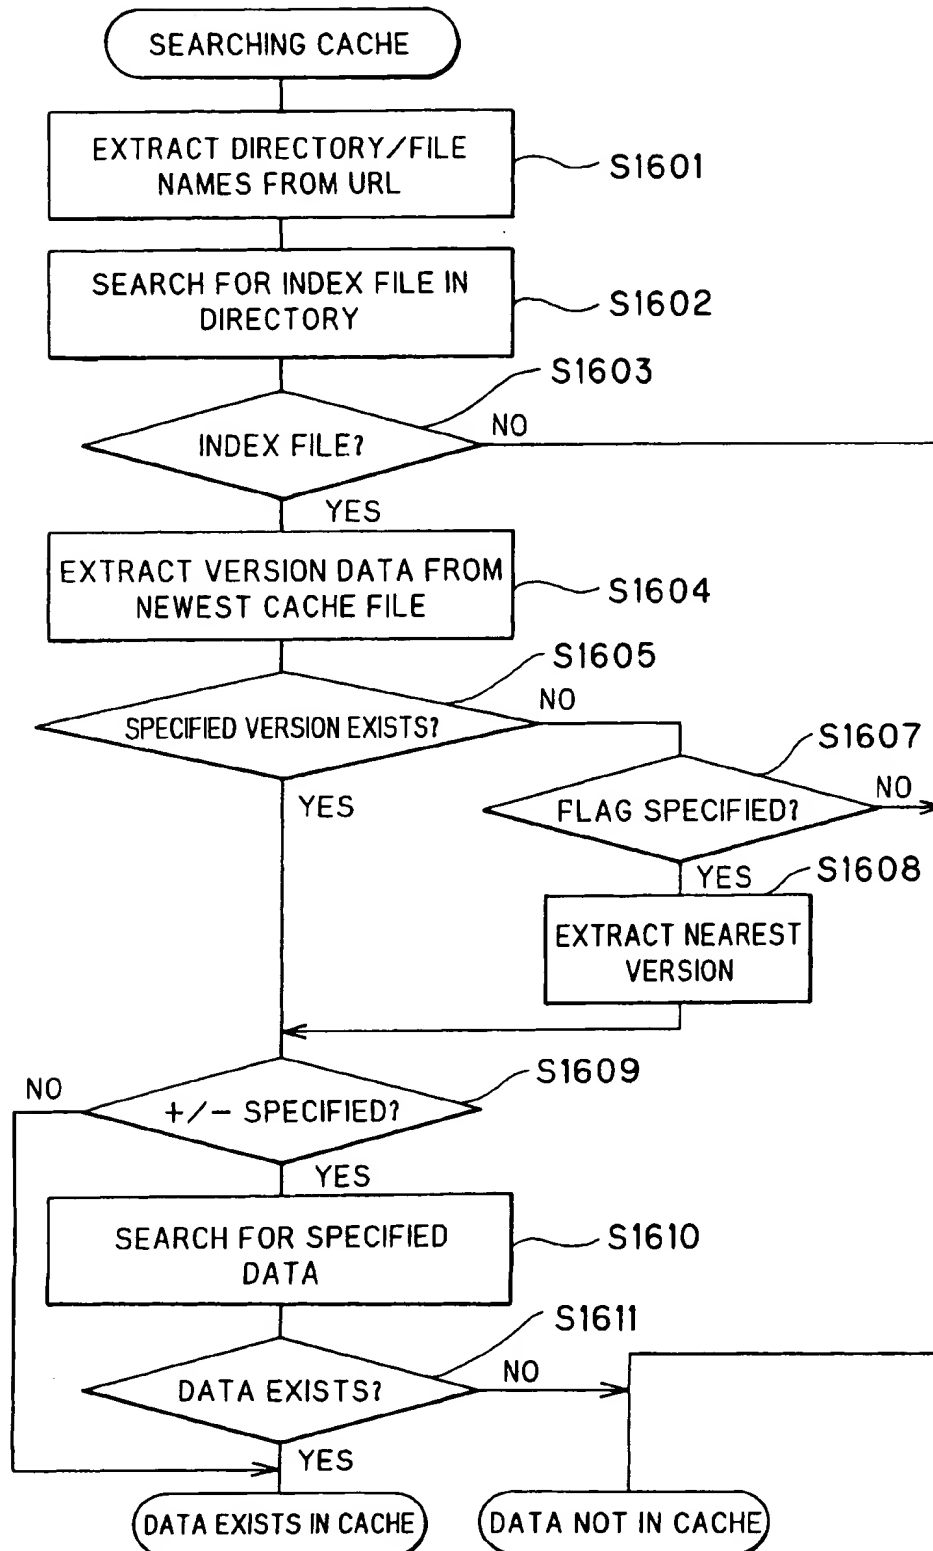 SEARCHING CACHE
EXTRACT DIRECTORY/FILE
NAMES FROM URL
S1601
SEARCH FOR INDEX FILE IN
DIRECTORY
S1602
S1603
INDEX FILE?
NO
YES
EXTRACT VERSION DATA FROM
NEWEST CACHE FILE
S1604
S1605
SPECIFIED VERSION EXISTS?
NO
YES
S1607
FLAG SPECIFIED?
NO
YES
S1608
EXTRACT NEAREST
VERSION
S1609
NO
+/- SPECIFIED?
YES
SEARCH FOR SPECIFIED
DATA
S1610
S1611
DATA EXISTS?
NO
YES
DATA EXISTS IN CACHE
DATA NOT IN CACHE